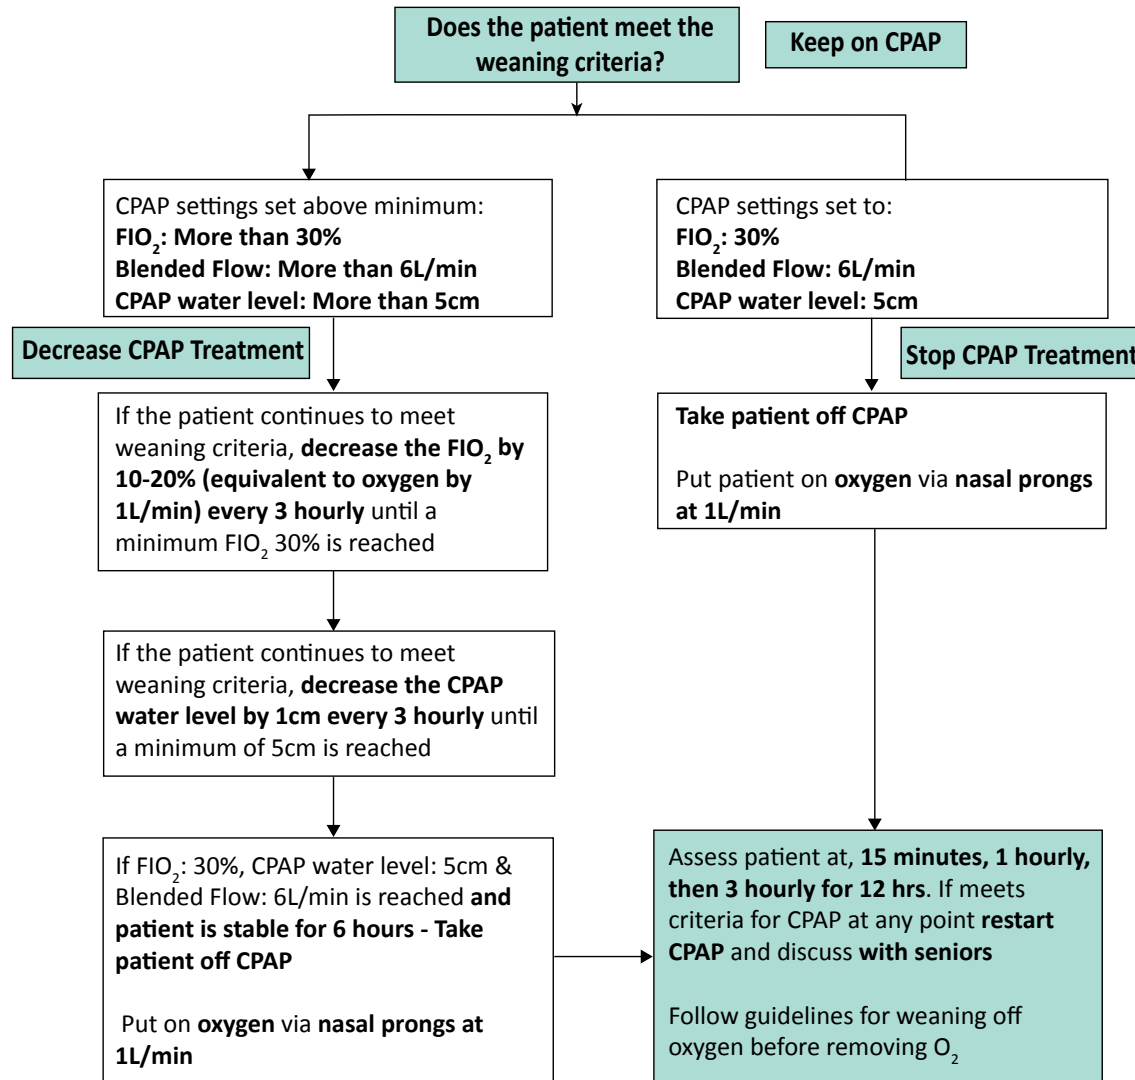 Does the patient meet the
weaning criteria?
Keep on CPAP
CPAP settings set above minimum:
FIO₂: More than 30%
Blended Flow: More than 6L/min
CPAP water level: More than 5cm
CPAP settings set to:
FIO₂: 30%
Blended Flow: 6L/min
CPAP water level: 5cm
Decrease CPAP Treatment
Stop CPAP Treatment
If the patient continues to meet
weaning criteria, decrease the FIO₂ by
10-20% (equivalent to oxygen by
1L/min) every 3 hourly until a
minimum FIO₂ 30% is reached
Take patient off CPAP
Put patient on oxygen via nasal prongs
at 1L/min
If the patient continues to meet
weaning criteria, decrease the CPAP
water level by 1cm every 3 hourly until
a minimum of 5cm is reached
If FIO₂: 30%, CPAP water level: 5cm &
Blended Flow: 6L/min is reached and
patient is stable for 6 hours - Take
patient off CPAP
Put on oxygen via nasal prongs at
1L/min
Assess patient at, 15 minutes, 1 hourly,
then 3 hourly for 12 hrs. If meets
criteria for CPAP at any point restart
CPAP and discuss with seniors
Follow guidelines for weaning off
oxygen before removing O₂